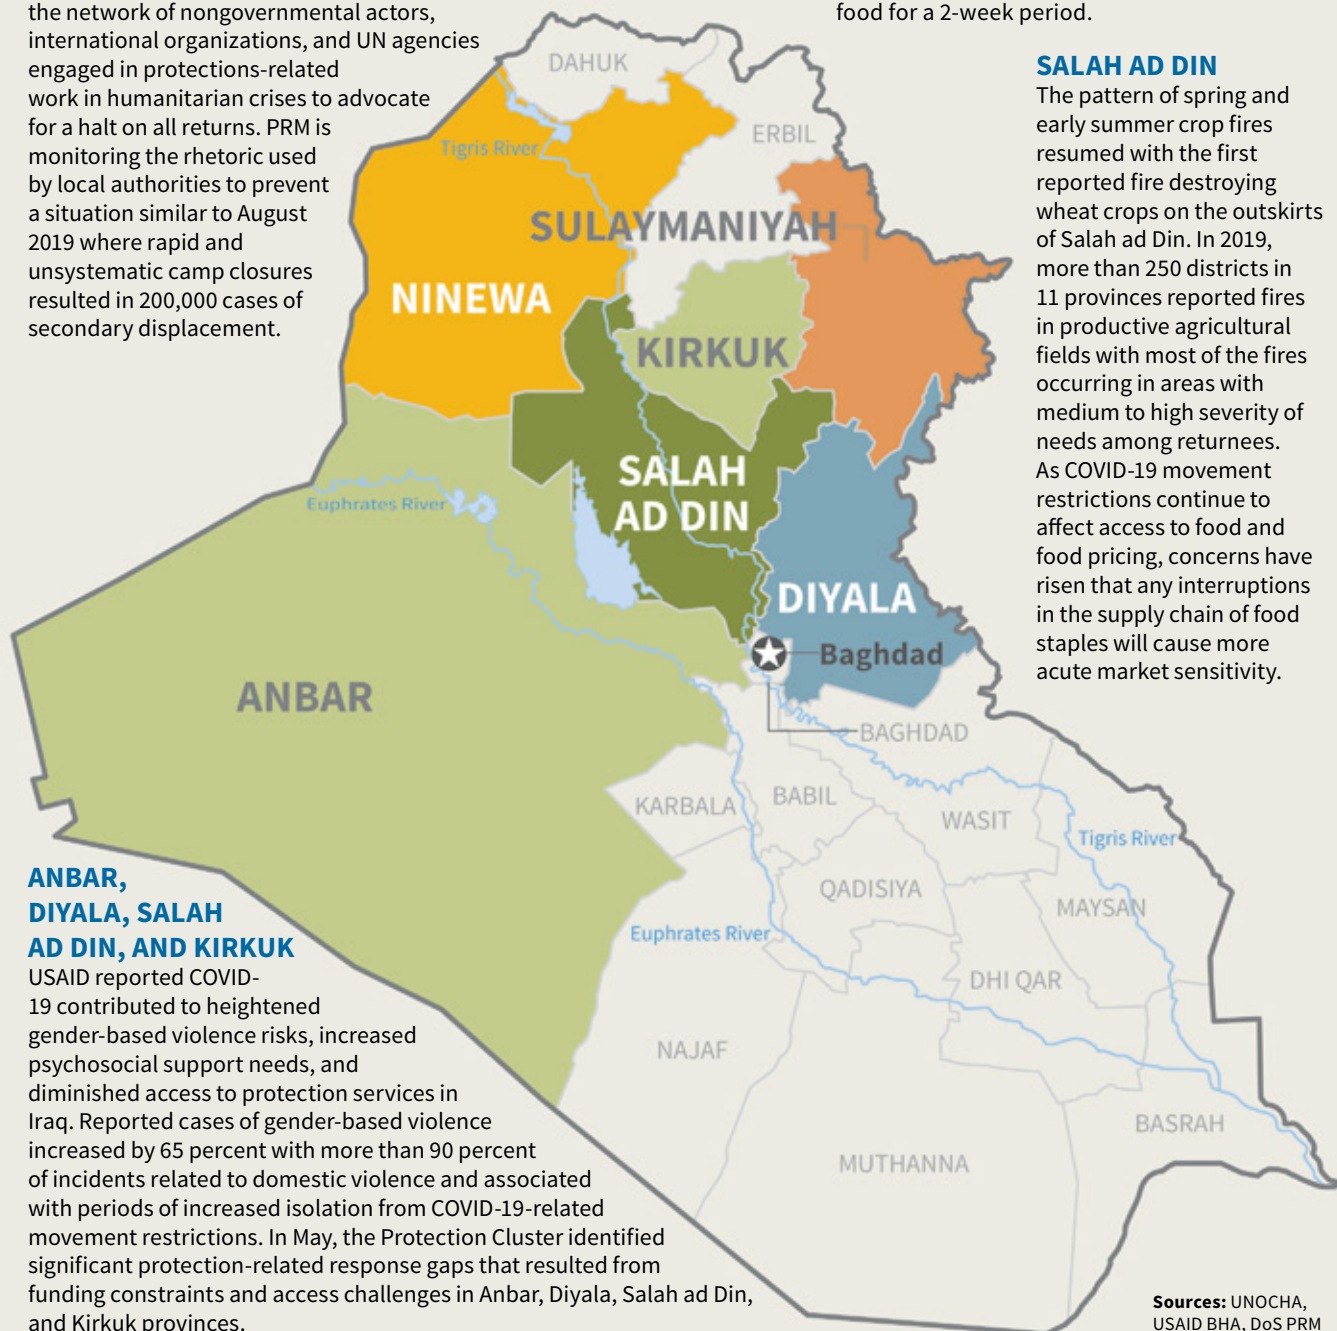 the network of nongovernmental actors,
international organizations, and UN agencies
engaged in protections-related
work in humanitarian crises to advocate
for a halt on all returns. PRM is
monitoring the rhetoric used
by local authorities to prevent
a situation similar to August
2019 where rapid and
unsystematic camp closures
resulted in 200,000 cases of
secondary displacement.
food for a 2-week period.
SALAH AD DIN
The pattern of spring and
early summer crop fires
resumed with the first
reported fire destroying
wheat crops on the outskirts
of Salah ad Din. In 2019,
more than 250 districts in
11 provinces reported fires
in productive agricultural
fields with most of the fires
occurring in areas with
medium to high severity of
needs among returnees.
As COVID-19 movement
restrictions continue to
affect access to food and
food pricing, concerns have
risen that any interruptions
in the supply chain of food
staples will cause more
acute market sensitivity.
DAHUK
ERBIL
Tigris River
SULAYMANIYAH
NINEWA
KIRKUK
SALAH
AD DIN
Euphrates River
DIYALA
Baghdad
ANBAR
BAGHDAD
KARBALA
BABIL
WASIT
Tigris River
QADISIYA
MAYSAN
Euphrates River
DHI QAR
NAJAF
BASRAH
MUTHANNA
ANBAR,
DIYALA, SALAH
AD DIN, AND KIRKUK
USAID reported COVID-
19 contributed to heightened
gender-based violence risks, increased
psychosocial support needs, and
diminished access to protection services in
Iraq. Reported cases of gender-based violence
increased by 65 percent with more than 90 percent
of incidents related to domestic violence and associated
with periods of increased isolation from COVID-19-related
movement restrictions. In May, the Protection Cluster identified
significant protection-related response gaps that resulted from
funding constraints and access challenges in Anbar, Diyala, Salah ad Din,
and Kirkuk provinces.
Sources: UNOCHA,
USAID BHA, DoS PRM